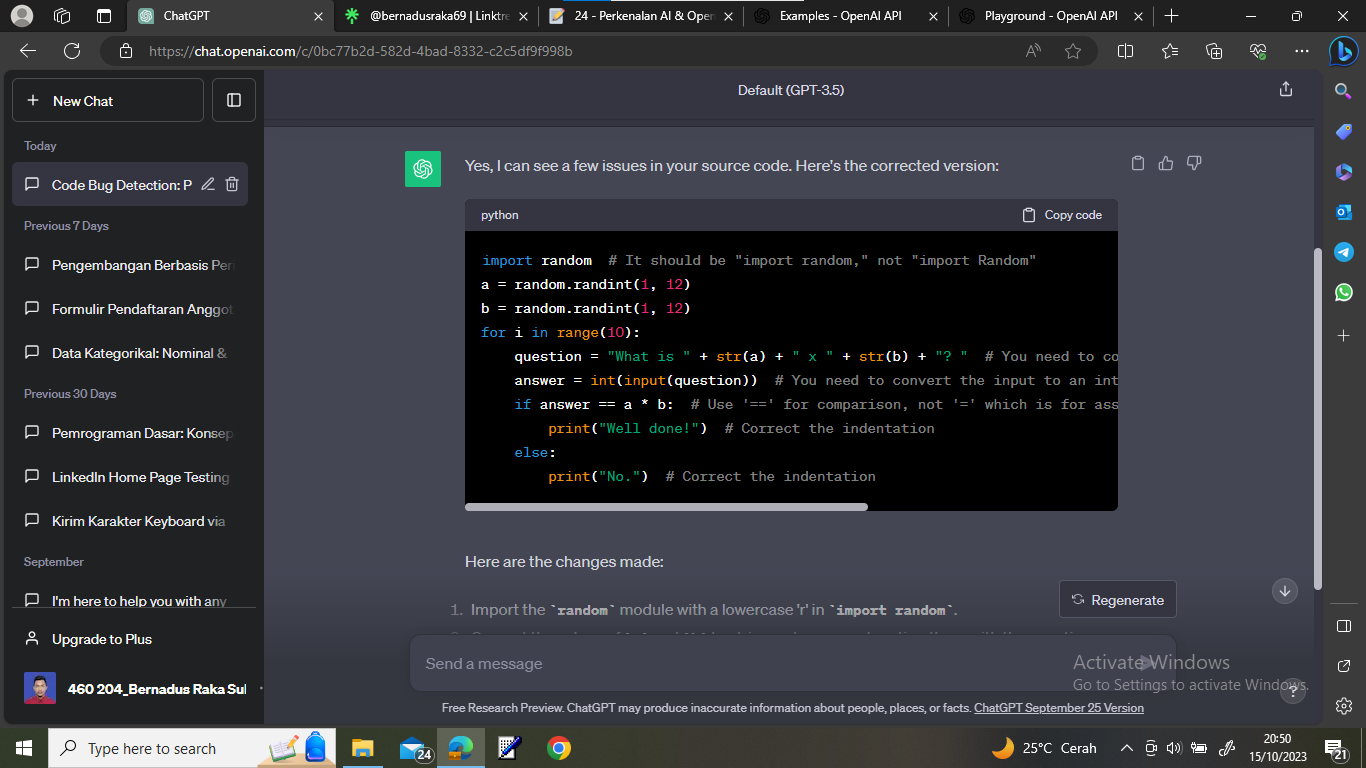 ChatGPT
@bernadusraka69 | Linktre
24 - Perkenalan AI & Open
Examples - OpenAI API
Playground - OpenAI API
https://chat.openai.com/c/0bc77b2d-582d-4bad-8332-c2c5df9f998b
New Chat
Today
Code Bug Detection: P
Previous 7 Days
Pengembangan Berbasis Per
Formulir Pendaftaran Anggot
Data Kategorikal: Nominal &
Previous 30 Days
Pemrograman Dasar: Konsep
LinkedIn Home Page Testing
Kirim Karakter Keyboard via
September
I'm here to help you with any
Upgrade to Plus
460 204_Bernadus Raka Sul
Default (GPT-3.5)
Yes, I can see a few issues in your source code. Here's the corrected version:
python
Copy code
import random  # It should be "import random," not "import Random"
a = random.randint(1, 12)
b = random.randint(1, 12)
for i in range(10):
    question = "What is " + str(a) + " x " + str(b) + "? "  # You need to co
    answer = int(input(question))  # You need to convert the input to an int
    if answer == a * b:  # Use '==' for comparison, not '=' which is for ass
        print("Well done!")  # Correct the indentation
    else:
        print("No.")  # Correct the indentation
Here are the changes made:
1. Import the `random` module with a lowercase 'r' in `import random`.
Regenerate
Send a message
Activate Windows
Go to Settings to activate Windows.
?
Free Research Preview. ChatGPT may produce inaccurate information about people, places, or facts. ChatGPT September 25 Version
Type here to search
24
25°C Cerah
20:50
15/10/2023
21